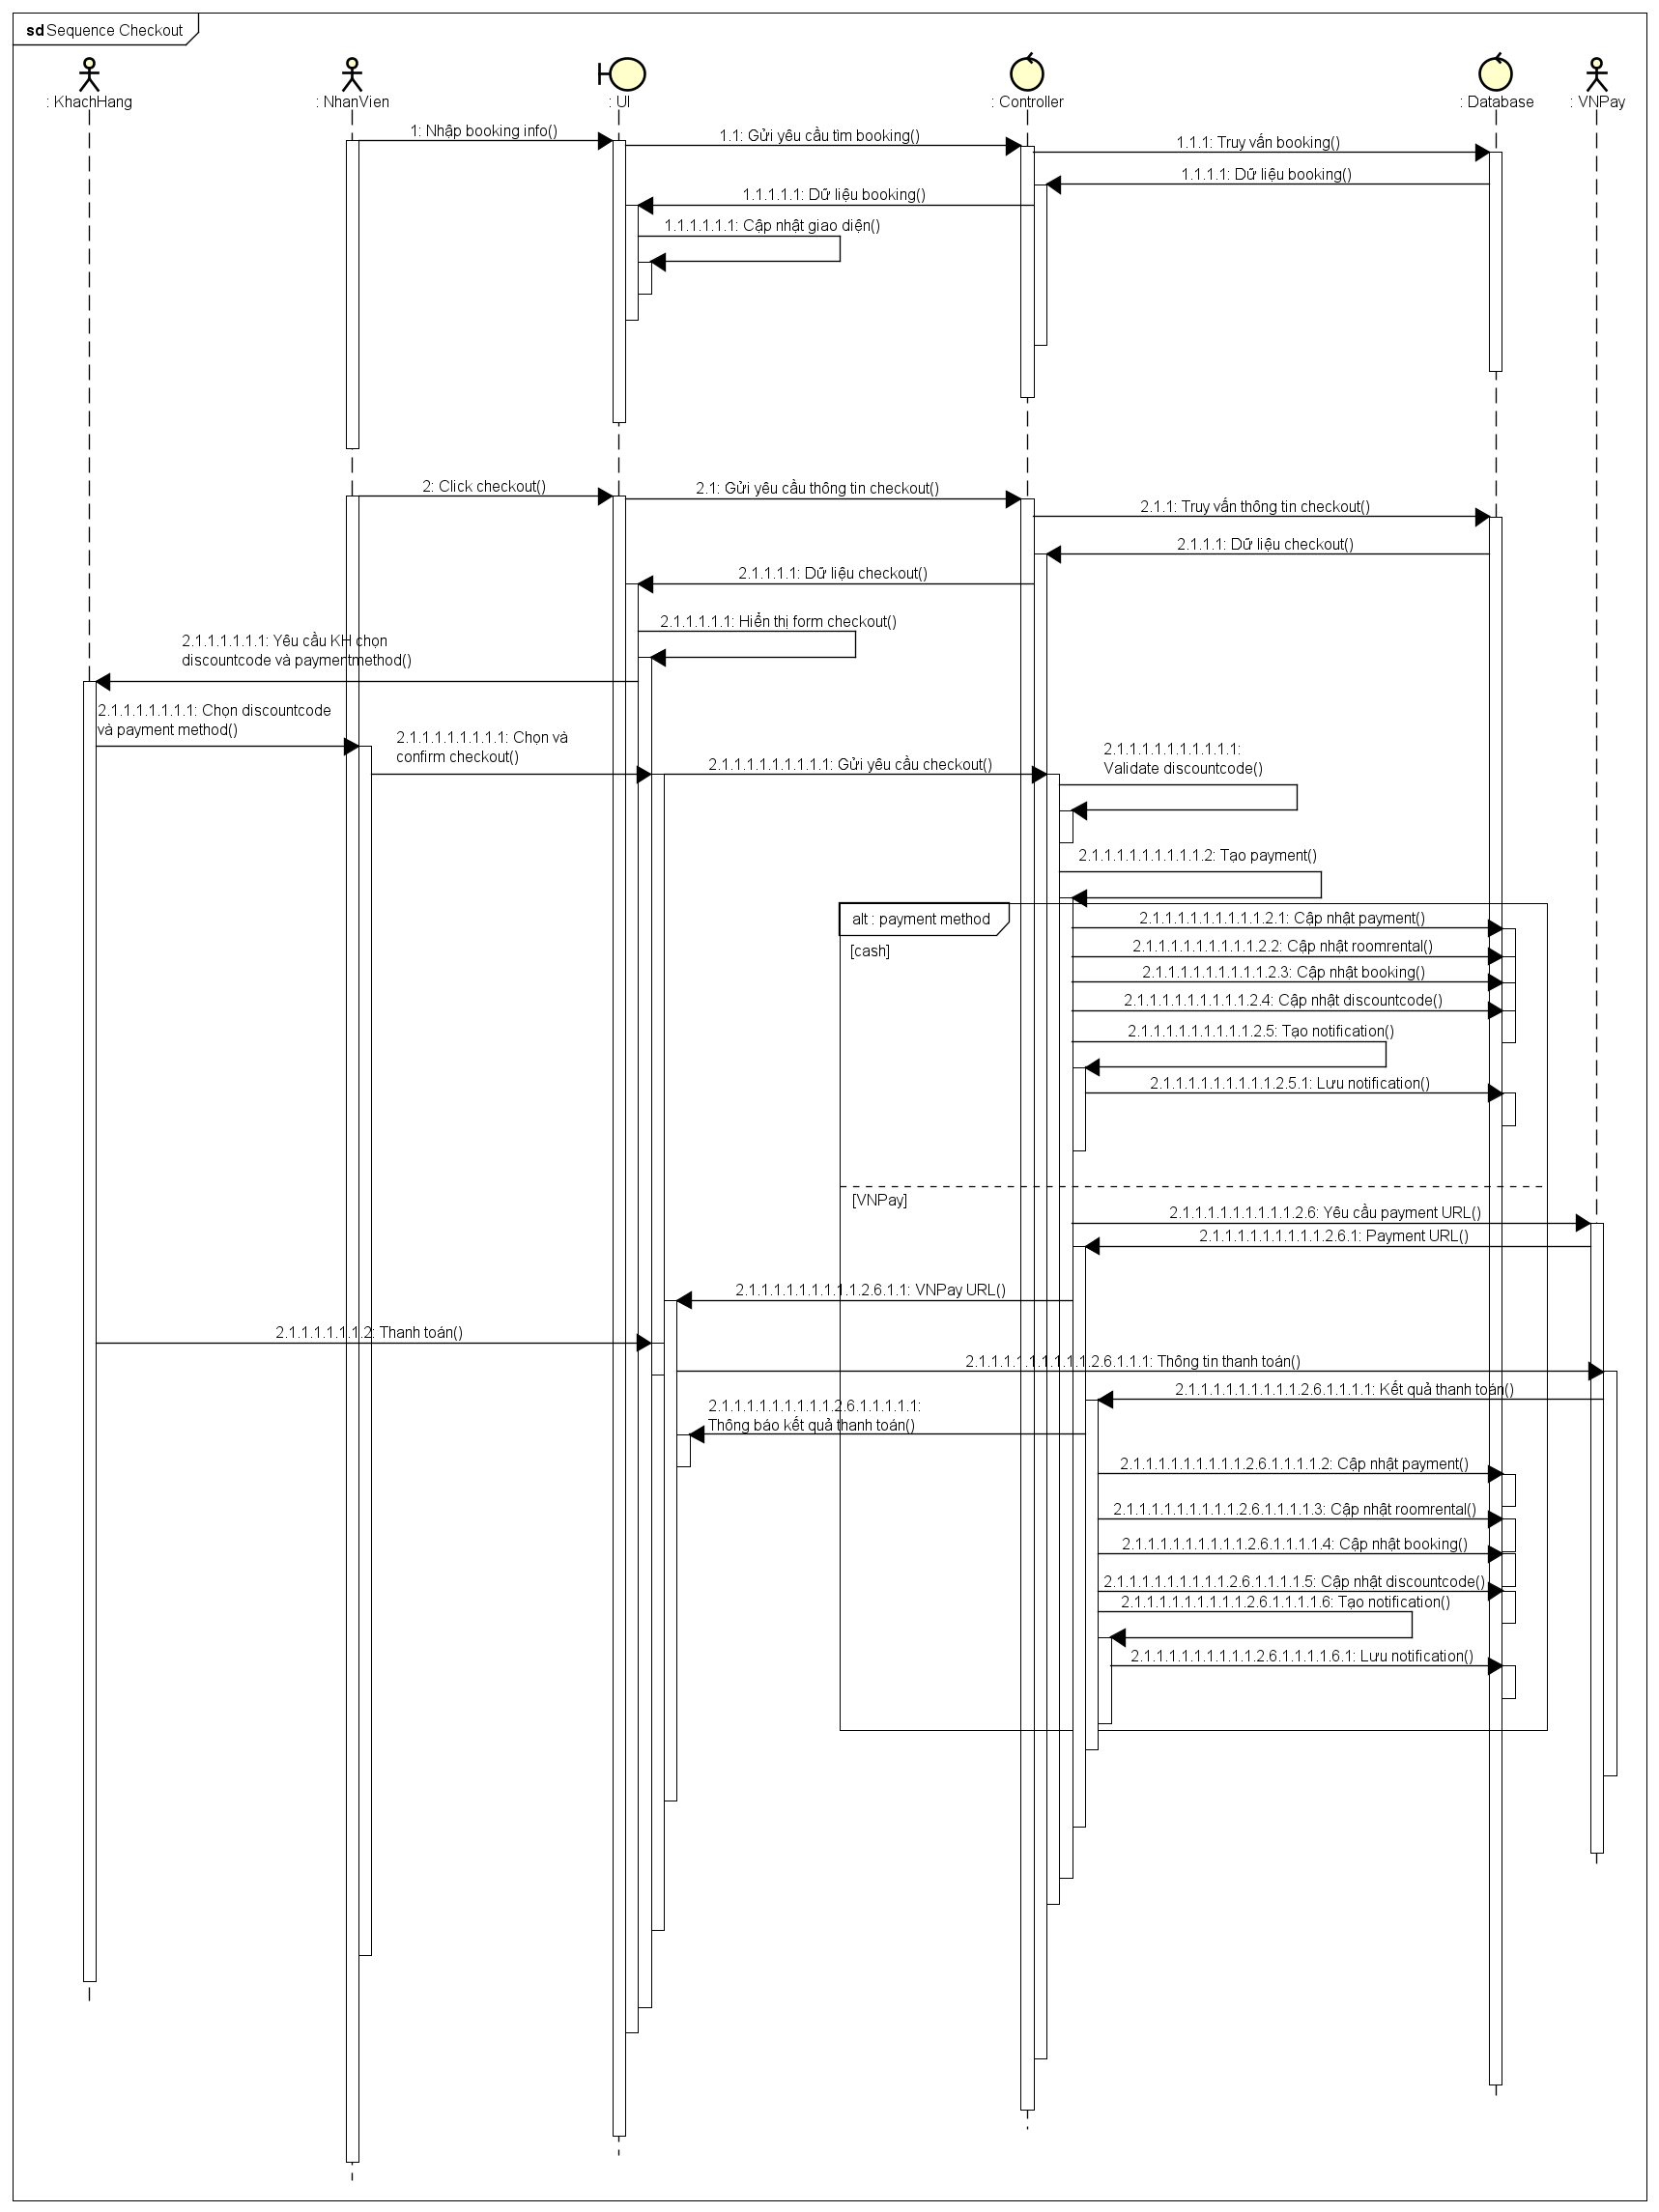 sd Sequence Checkout
: KhachHang
: NhanVien
: UI
: Controller
: Database
: VNPay
1: Nhập booking info()
1.1: Gửi yêu cầu tìm booking()
1.1.1: Truy vấn booking()
1.1.1.1: Dữ liệu booking()
1.1.1.1.1: Dữ liệu booking()
1.1.1.1.1.1: Cập nhật giao diện()
2: Click checkout()
2.1: Gửi yêu cầu thông tin checkout()
2.1.1: Truy vấn thông tin checkout()
2.1.1.1: Dữ liệu checkout()
2.1.1.1.1: Dữ liệu checkout()
2.1.1.1.1.1: Hiển thị form checkout()
2.1.1.1.1.1.1: Yêu cầu KH chọn
discountcode và paymentmethod()
2.1.1.1.1.1.1.1: Chọn discountcode
và payment method()
2.1.1.1.1.1.1.1.1: Chọn và
confirm checkout()
2.1.1.1.1.1.1.1.1.1: Gửi yêu cầu checkout()
2.1.1.1.1.1.1.1.1.1.1:
Validate discountcode()
2.1.1.1.1.1.1.1.1.1.2: Tạo payment()
alt : payment method
[cash]
2.1.1.1.1.1.1.1.1.1.2.1: Cập nhật payment()
2.1.1.1.1.1.1.1.1.1.2.2: Cập nhật roomrental()
2.1.1.1.1.1.1.1.1.1.2.3: Cập nhật booking()
2.1.1.1.1.1.1.1.1.1.2.4: Cập nhật discountcode()
2.1.1.1.1.1.1.1.1.1.2.5: Tạo notification()
2.1.1.1.1.1.1.1.1.1.2.5.1: Lưu notification()
[VNPay]
2.1.1.1.1.1.1.1.1.1.2.6: Yêu cầu payment URL()
2.1.1.1.1.1.1.1.1.1.2.6.1: Payment URL()
2.1.1.1.1.1.1.1.1.1.2.6.1.1: VNPay URL()
2.1.1.1.1.1.1.2: Thanh toán()
2.1.1.1.1.1.1.1.1.1.2.6.1.1.1: Thông tin thanh toán()
2.1.1.1.1.1.1.1.1.1.2.6.1.1.1.1: Kết quả thanh toán()
2.1.1.1.1.1.1.1.1.1.2.6.1.1.1.1.1:
Thông báo kết quả thanh toán()
2.1.1.1.1.1.1.1.1.1.2.6.1.1.1.1.2: Cập nhật payment()
2.1.1.1.1.1.1.1.1.1.2.6.1.1.1.1.3: Cập nhật roomrental()
2.1.1.1.1.1.1.1.1.1.2.6.1.1.1.1.4: Cập nhật booking()
2.1.1.1.1.1.1.1.1.1.2.6.1.1.1.1.5: Cập nhật discountcode()
2.1.1.1.1.1.1.1.1.1.2.6.1.1.1.1.6: Tạo notification()
2.1.1.1.1.1.1.1.1.1.2.6.1.1.1.1.6.1: Lưu notification()